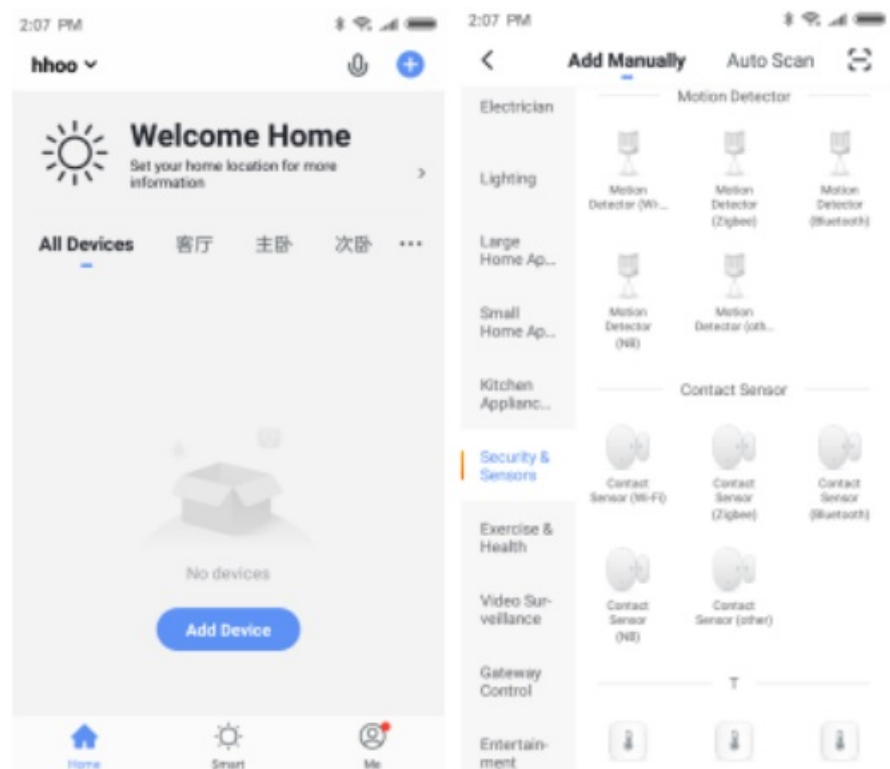 2:07 PM
hhoo
Welcome Home
Set your home location for more
information
All Devices 客厅 主卧 次卧 •••
No devices
Add Device
Home Smart Me
2:07 PM
Add Manually Auto Scan
Electrician
Lighting
Large
Home Ap...
Small
Home Ap...
Kitchen
Applianc...
Security &
Sensors
Exercise &
Health
Video Sur-
veillance
Gateway
Control
Entertain-
ment
Motion Detector
Motion
Detector (Wi-...
Motion
Detector
(Zigbee)
Motion
Detector
(Bluetooth)
Motion
Detector
(NB)
Motion
Detector (oth...
Contact Sensor
Contact
Sensor (Wi-Fi)
Contact
Sensor
(Zigbee)
Contact
Sensor
(Bluetooth)
Contact
Sensor
(NB)
Contact
Sensor (other)
T